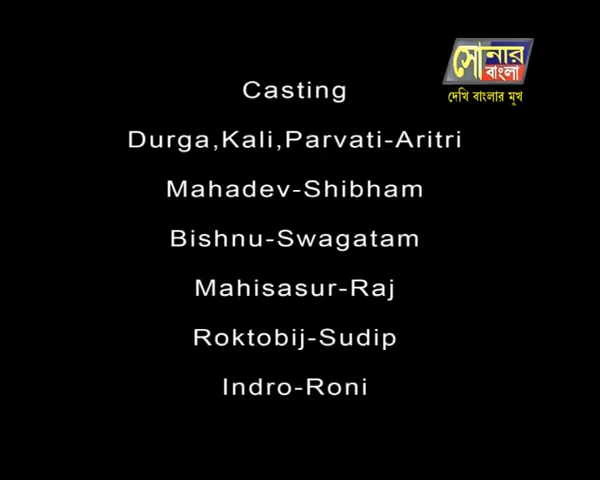 সোনার
বাংলা
দেখি বাংলার মুখ
Casting
Durga,Kali,Parvati-Aritri
Mahadev-Shibham
Bishnu-Swagatam
Mahisasur-Raj
Roktobij-Sudip
Indro-Roni